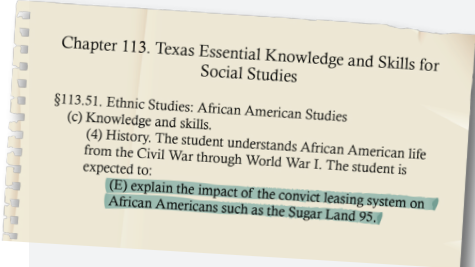 Chapter 113. Texas Essential Knowledge and Skills for
Social Studies
§113.51. Ethnic Studies: African American Studies
(c) Knowledge and skills.
(4) History. The student understands African American life
from the Civil War through World War I. The student is
expected to:
(E) explain the impact of the convict leasing system on
African Americans such as the Sugar Land 95.